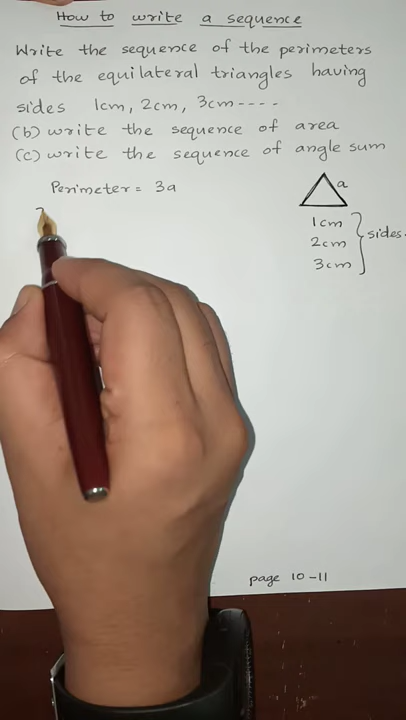 How to write a sequence
Write the sequence of the perimeters
of the equilateral triangles having
sides 1cm, 2cm, 3cm----
(b) write the sequence of area
(c) write the sequence of angle sum
Perimeter = 3a
a
1cm
2cm
3cm
sides.
page 10-11